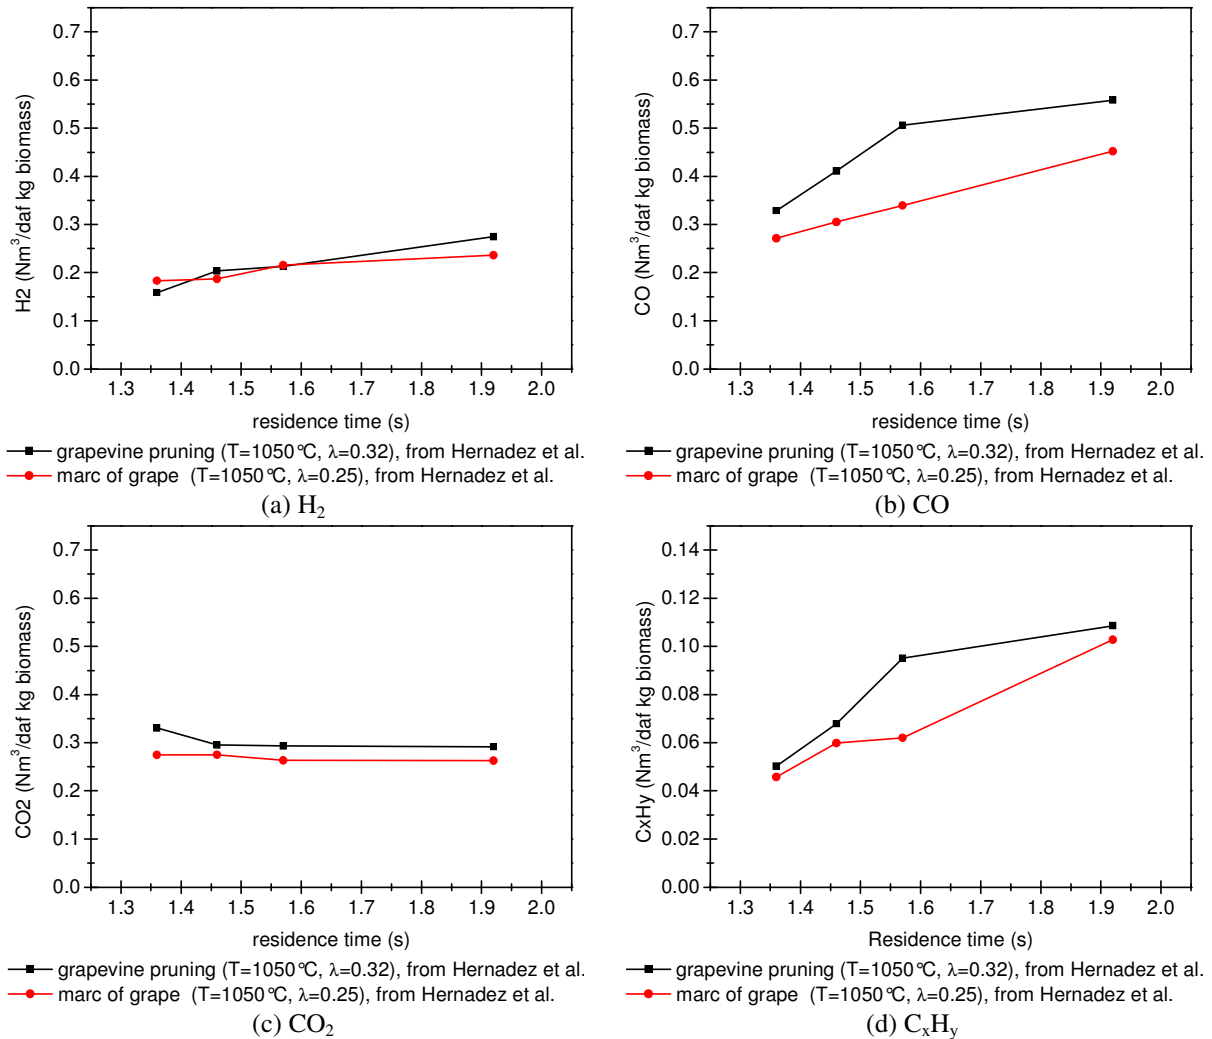 H2 (Nm³/daf kg biomass)
0.7
0.6
0.5
0.4
0.3
0.2
0.1
0.0
1.3 1.4 1.5 1.6 1.7 1.8 1.9 2.0
residence time (s)
grapevine pruning (T=1050°C, λ=0.32), from Hernadez et al.
marc of grape (T=1050°C, λ=0.25), from Hernadez et al.
(a) H₂
CO (Nm³/daf kg biomass)
0.7
0.6
0.5
0.4
0.3
0.2
0.1
0.0
1.3 1.4 1.5 1.6 1.7 1.8 1.9 2.0
residence time (s)
grapevine pruning (T=1050°C, λ=0.32), from Hernadez et al.
marc of grape (T=1050°C, λ=0.25), from Hernadez et al.
(b) CO
CO2 (Nm³/daf kg biomass)
0.7
0.6
0.5
0.4
0.3
0.2
0.1
0.0
1.3 1.4 1.5 1.6 1.7 1.8 1.9 2.0
residence time (s)
grapevine pruning (T=1050°C, λ=0.32), from Hernadez et al.
marc of grape (T=1050°C, λ=0.25), from Hernadez et al.
(c) CO₂
CxHy (Nm³/daf kg biomass)
0.14
0.12
0.10
0.08
0.06
0.04
0.02
0.00
1.3 1.4 1.5 1.6 1.7 1.8 1.9 2.0
Residence time (s)
grapevine pruning (T=1050°C, λ=0.32), from Hernadez et al.
marc of grape (T=1050°C, λ=0.25), from Hernadez et al.
(d) CₓHᵧ